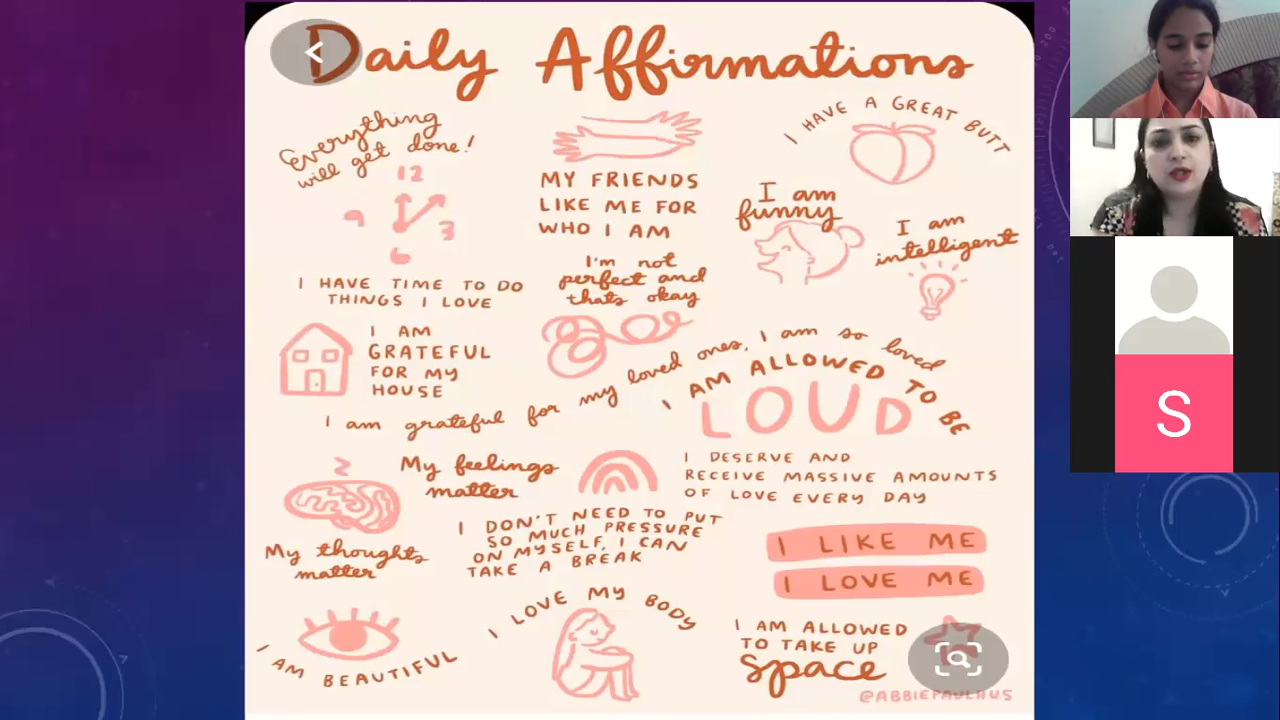 Daily Affirmations
Everything
will get done!
12
9
3
6
I HAVE TIME TO DO
THINGS I LOVE
MY FRIENDS
LIKE ME FOR
WHO I AM
I HAVE A GREAT BUTT
I am
funny
I am
intelligent
I'm not
perfect and
thats okay
I AM
GRATEFUL
FOR MY
HOUSE
I am grateful for my loved ones, I am so loved
I AM ALLOWED TO BE
LOUD
My feelings
matter
My thoughts
matter
I DESERVE AND
RECEIVE MASSIVE AMOUNTS
OF LOVE EVERY DAY
I DON'T NEED TO PUT
SO MUCH PRESSURE
ON MYSELF, I CAN
TAKE A BREAK
I LIKE ME
I LOVE ME
I AM BEAUTIFUL
I LOVE MY BODY
I AM ALLOWED
TO TAKE UP
space
@ABBIEPAULHUS
S